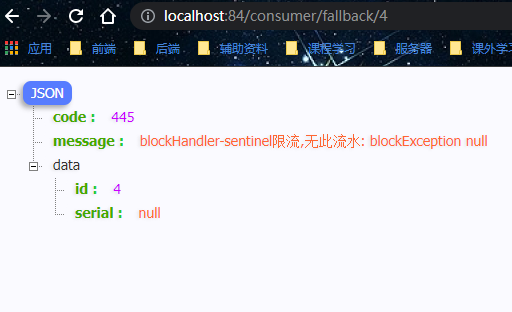 localhost:84/consumer/fallback/4
应用 前端 后端 辅助资料 课程学习 服务器 课外学习
JSON
code : 445
message : blockHandler-sentinel限流,无此流水: blockException null
data
id : 4
serial : null